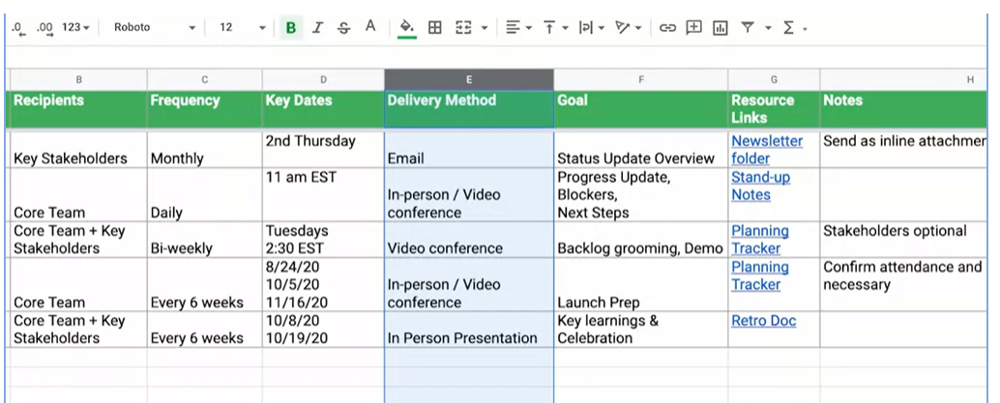 .0 .00 123 Roboto 12 B I S A
B C D E F G H
Recipients Frequency Key Dates Delivery Method Goal Resource Notes
Links
2nd Thursday Newsletter Send as inline attachmen
Key Stakeholders Monthly Email Status Update Overview folder
11 am EST Progress Update, Stand-up
In-person / Video Blockers, Notes
Core Team Daily conference Next Steps
Core Team + Key Tuesdays Planning Stakeholders optional
Stakeholders Bi-weekly 2:30 EST Video conference Backlog grooming, Demo Tracker
8/24/20 Planning Confirm attendance and
10/5/20 In-person / Video Tracker necessary
Core Team Every 6 weeks 11/16/20 conference Launch Prep
Core Team + Key 10/8/20 Key learnings & Retro Doc
Stakeholders Every 6 weeks 10/19/20 In Person Presentation Celebration